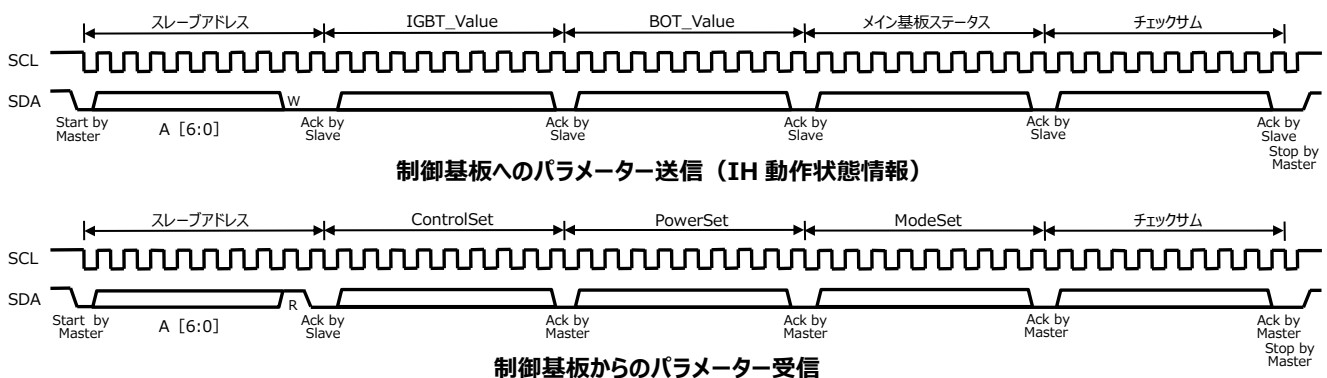 スレーブアドレス IGBT_Value BOT_Value メイン基板ステータス チェックサム
SCL
SDA
W
Start by Master A [6:0] Ack by Slave Ack by Slave Ack by Slave Ack by Slave Ack by Slave
Stop by Master
制御基板へのパラメーター送信（IH 動作状態情報）
スレーブアドレス ControlSet PowerSet ModeSet チェックサム
SCL
SDA
R
Start by Master A [6:0] Ack by Slave Ack by Master Ack by Master Ack by Master Ack by Master
Stop by Master
制御基板からのパラメーター受信